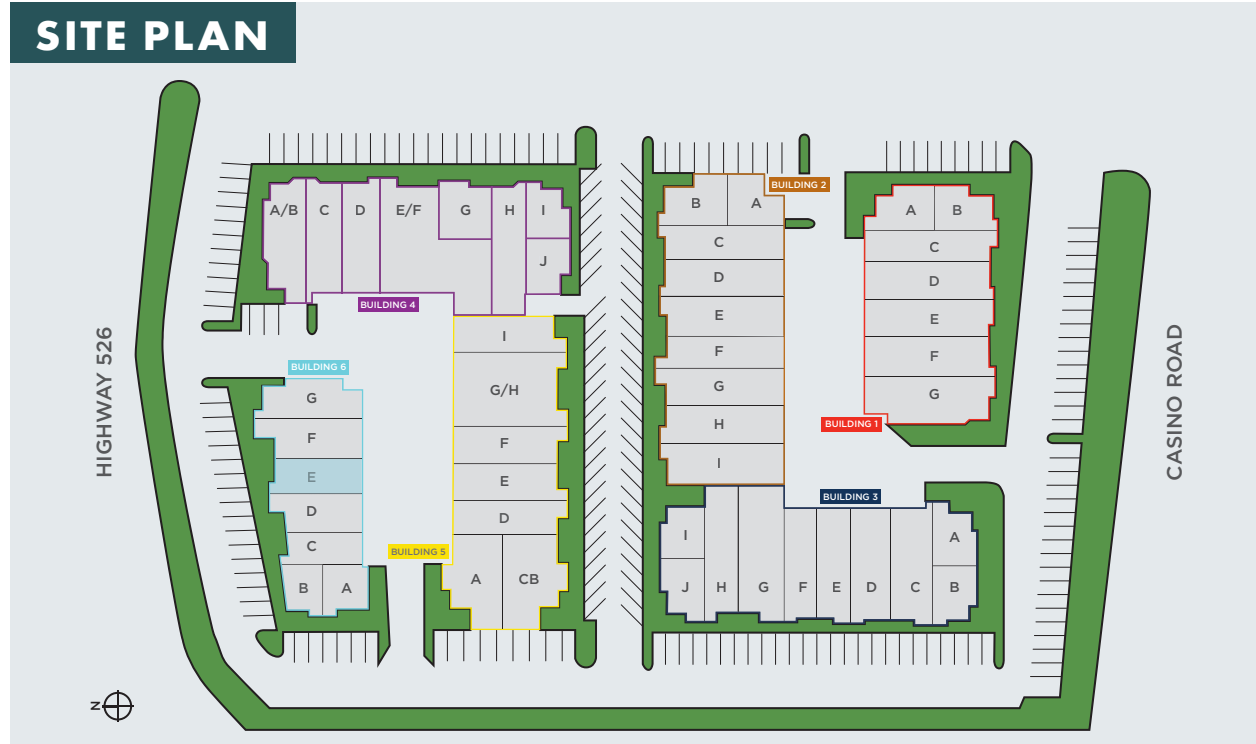 SITE PLAN
A/B C D E/F G H I
J
BUILDING 4
BUILDING 2
B A
C
D
E
F
G
H
I
A B
C
D
E
F
G
BUILDING 1
HIGHWAY 526
CASINO ROAD
BUILDING 6
G
F
E
D
C
B A
I
G/H
F
E
D
BUILDING 5
A CB
BUILDING 3
I
A
J H G F E D C B
N